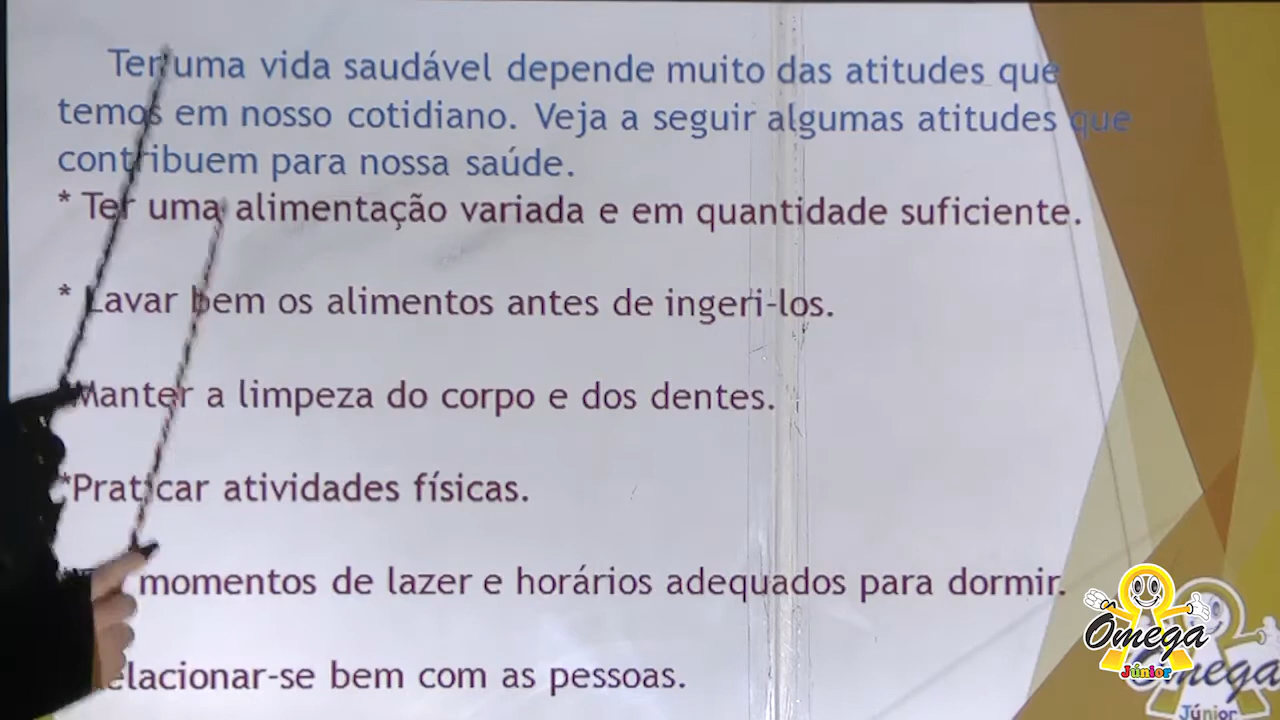 Ter uma vida saudável depende muito das atitudes que
temos em nosso cotidiano. Veja a seguir algumas atitudes que
contribuem para nossa saúde.
* Ter uma alimentação variada e em quantidade suficiente.
* Lavar bem os alimentos antes de ingeri-los.
*Manter a limpeza do corpo e dos dentes.
*Praticar atividades físicas.
momentos de lazer e horários adequados para dormir.
elacionar-se bem com as pessoas.
Ômega
Júnior
Ômega
Júnior